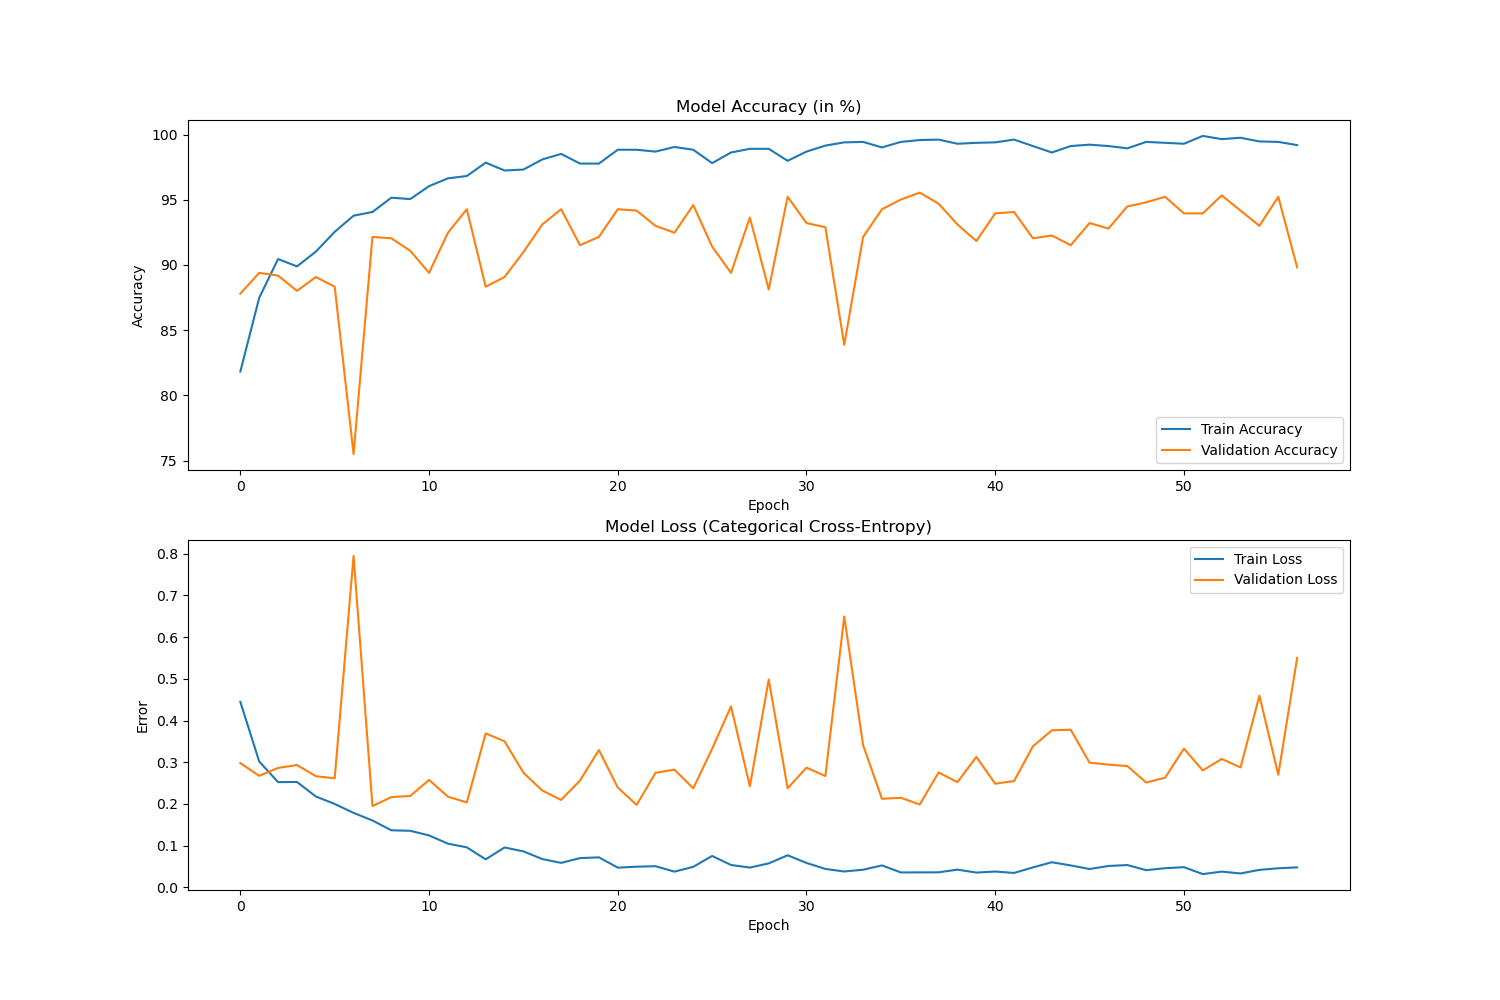 Model Accuracy (in %)
100
95
90
85
80
75
Accuracy
Train Accuracy
Validation Accuracy
0 10 20 30 40 50
Epoch
Model Loss (Categorical Cross-Entropy)
0.8
0.7
0.6
0.5
0.4
0.3
0.2
0.1
0.0
Error
Train Loss
Validation Loss
0 10 20 30 40 50
Epoch